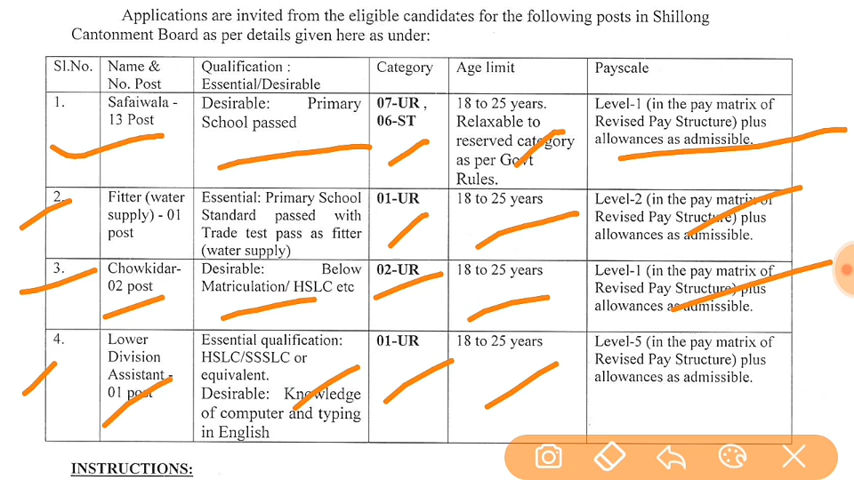 Applications are invited from the eligible candidates for the following posts in Shillong
Cantonment Board as per details given here as under:
Sl.No.
Name &
No. Post
Qualification :
Essential/Desirable
Category
Age limit
Payscale
1.
Safaiwala -
13 Post
Desirable: Primary
School passed
07-UR ,
06-ST
18 to 25 years.
Relaxable to
reserved category
as per Govt
Rules.
Level-1 (in the pay matrix of
Revised Pay Structure) plus
allowances as admissible.
2.
Fitter (water
supply) - 01
post
Essential: Primary School
Standard passed with
Trade test pass as fitter
(water supply)
01-UR
18 to 25 years
Level-2 (in the pay matrix of
Revised Pay Structure) plus
allowances as admissible.
3.
Chowkidar-
02 post
Desirable: Below
Matriculation/ HSLC etc
02-UR
18 to 25 years
Level-1 (in the pay matrix of
Revised Pay Structure) plus
allowances as admissible.
4.
Lower
Division
Assistant -
01 post
Essential qualification:
HSLC/SSSLC or
equivalent.
Desirable: Knowledge
of computer and typing
in English
01-UR
18 to 25 years
Level-5 (in the pay matrix of
Revised Pay Structure) plus
allowances as admissible.
INSTRUCTIONS: